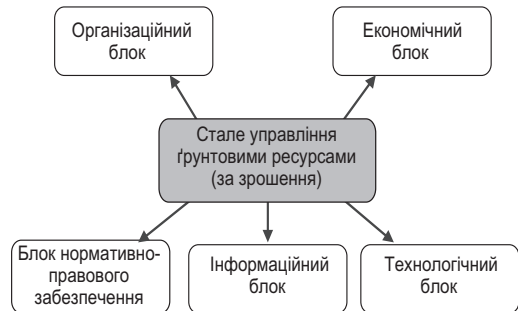 Організаційний
блок
Економічний
блок
Стале управління
ґрунтовими ресурсами
(за зрошення)
Блок нормативно-
правового
забезпечення
Інформаційний
блок
Технологічний
блок